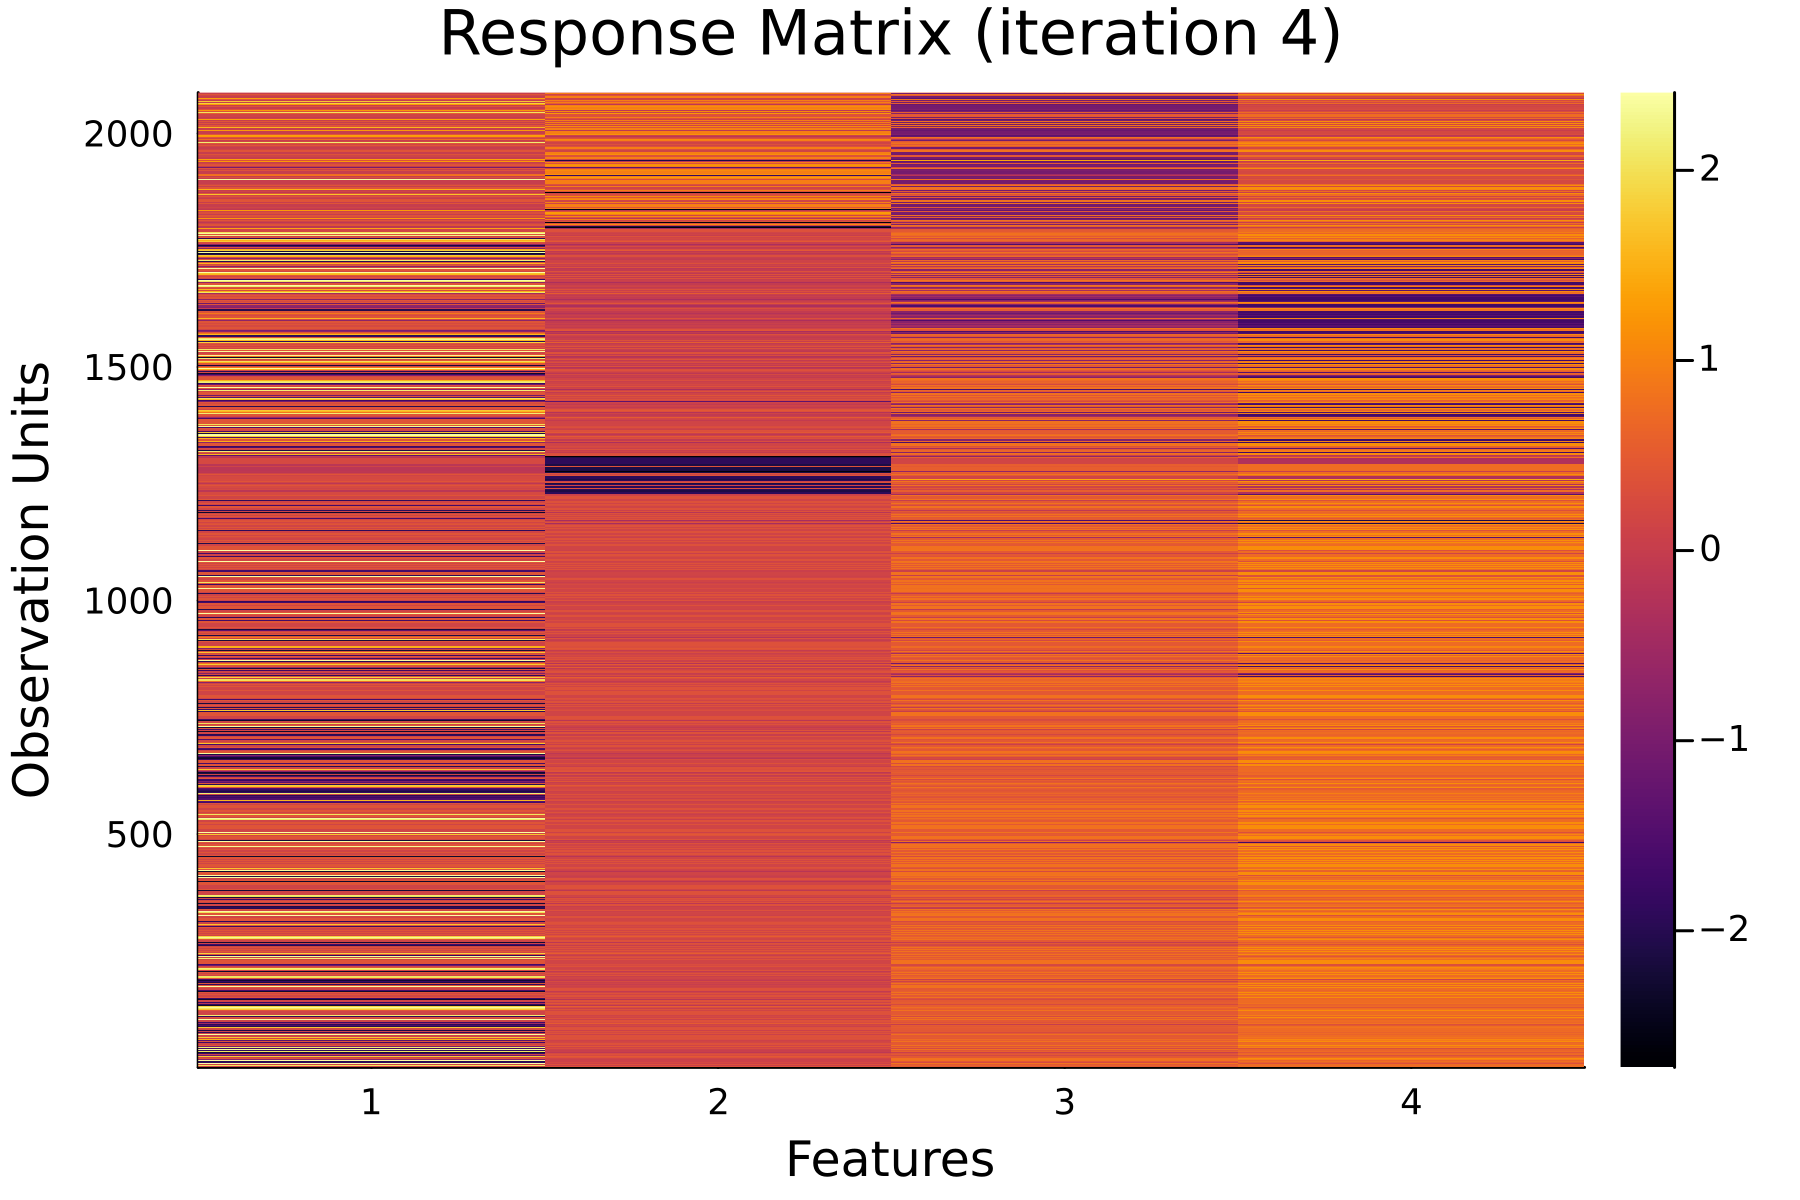 Response Matrix (iteration 4)
Observation Units
2000
1500
1000
500
1 2 3 4
Features
2
1
0
−1
−2